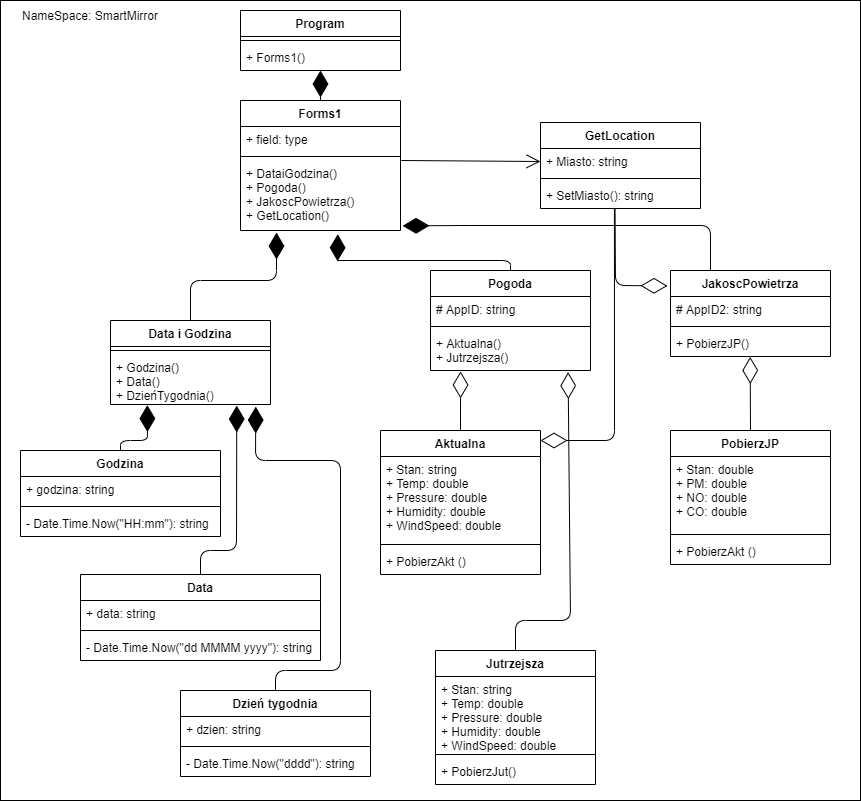 NameSpace: SmartMirror
Program
+ Forms1()
Forms1
+ field: type
+ DataiGodzina()
+ Pogoda()
+ JakoscPowietrza()
+ GetLocation()
GetLocation
+ Miasto: string
+ SetMiasto(): string
Pogoda
# AppID: string
+ Aktualna()
+ Jutrzejsza()
JakoscPowietrza
# AppID2: string
+ PobierzJP()
Data i Godzina
+ Godzina()
+ Data()
+ DzieńTygodnia()
Godzina
+ godzina: string
- Date.Time.Now("HH:mm"): string
Aktualna
+ Stan: string
+ Temp: double
+ Pressure: double
+ Humidity: double
+ WindSpeed: double
+ PobierzAkt ()
PobierzJP
+ Stan: double
+ PM: double
+ NO: double
+ CO: double
+ PobierzAkt ()
Data
+ data: string
- Date.Time.Now("dd MMMM yyyy"): string
Jutrzejsza
+ Stan: string
+ Temp: double
+ Pressure: double
+ Humidity: double
+ WindSpeed: double
+ PobierzJut()
Dzień tygodnia
+ dzien: string
- Date.Time.Now("dddd"): string